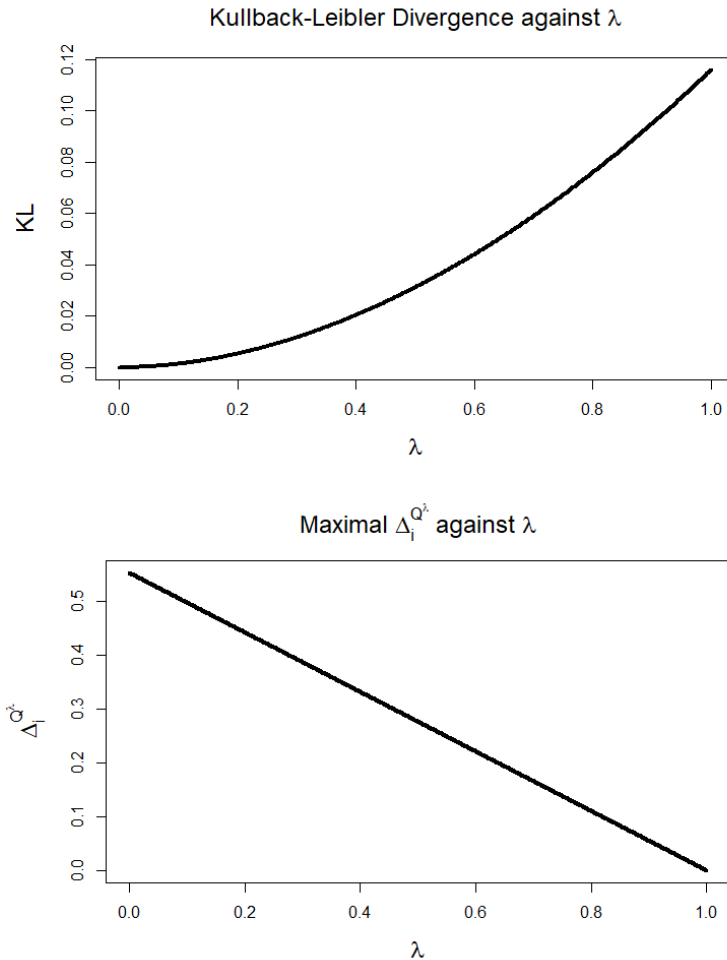 Kullback-Leibler Divergence against λ
KL
0.00 0.02 0.04 0.06 0.08 0.10 0.12
0.0 0.2 0.4 0.6 0.8 1.0
λ
Maximal Δ_i^{Q^λ} against λ
Δ_i^{Q^λ}
0.0 0.1 0.2 0.3 0.4 0.5
0.0 0.2 0.4 0.6 0.8 1.0
λ